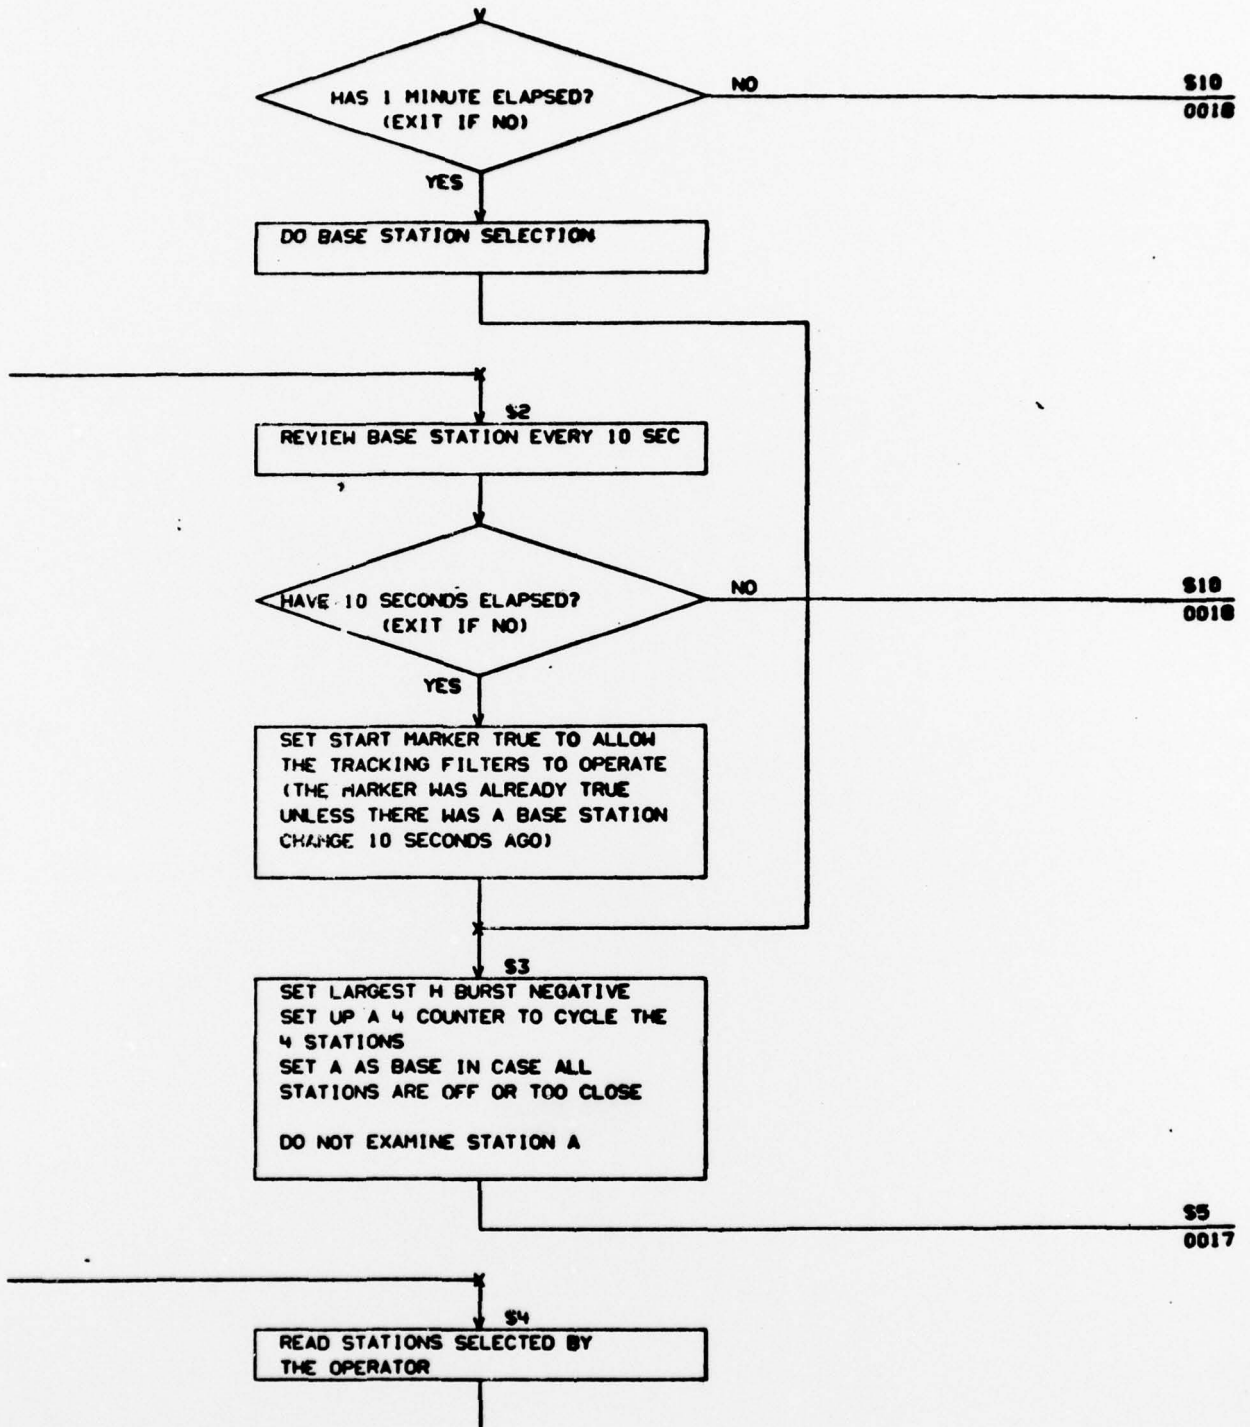 HAS 1 MINUTE ELAPSED?
(EXIT IF NO)
NO
$10
0018
YES
DO BASE STATION SELECTION
$2
REVIEW BASE STATION EVERY 10 SEC
HAVE 10 SECONDS ELAPSED?
(EXIT IF NO)
NO
$10
0018
YES
SET START MARKER TRUE TO ALLOW
THE TRACKING FILTERS TO OPERATE
(THE MARKER WAS ALREADY TRUE
UNLESS THERE WAS A BASE STATION
CHANGE 10 SECONDS AGO)
$3
SET LARGEST H BURST NEGATIVE
SET UP A 4 COUNTER TO CYCLE THE
4 STATIONS
SET A AS BASE IN CASE ALL
STATIONS ARE OFF OR TOO CLOSE
DO NOT EXAMINE STATION A
$5
0017
$4
READ STATIONS SELECTED BY
THE OPERATOR